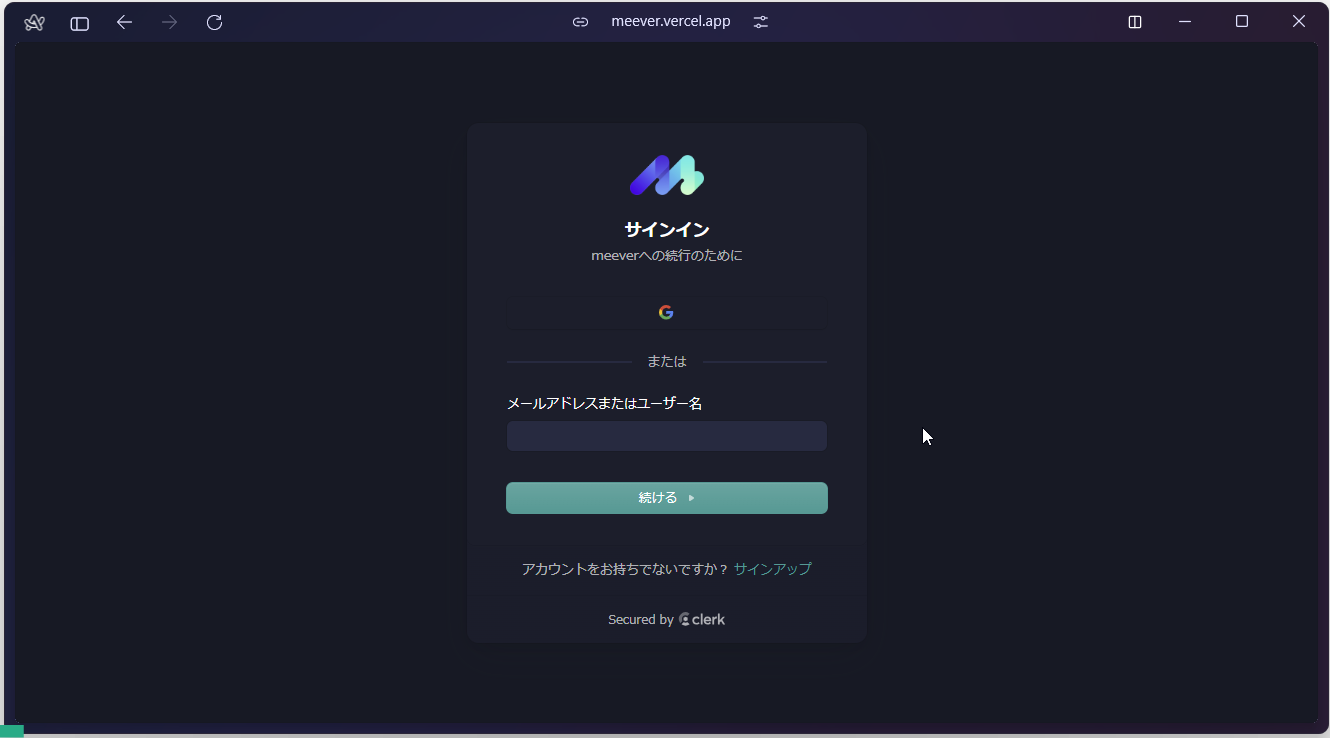 meever.vercel.app
サインイン
meeverへの続行のために
または
メールアドレスまたはユーザー名
続ける
アカウントをお持ちでないですか？ サインアップ
Secured by clerk